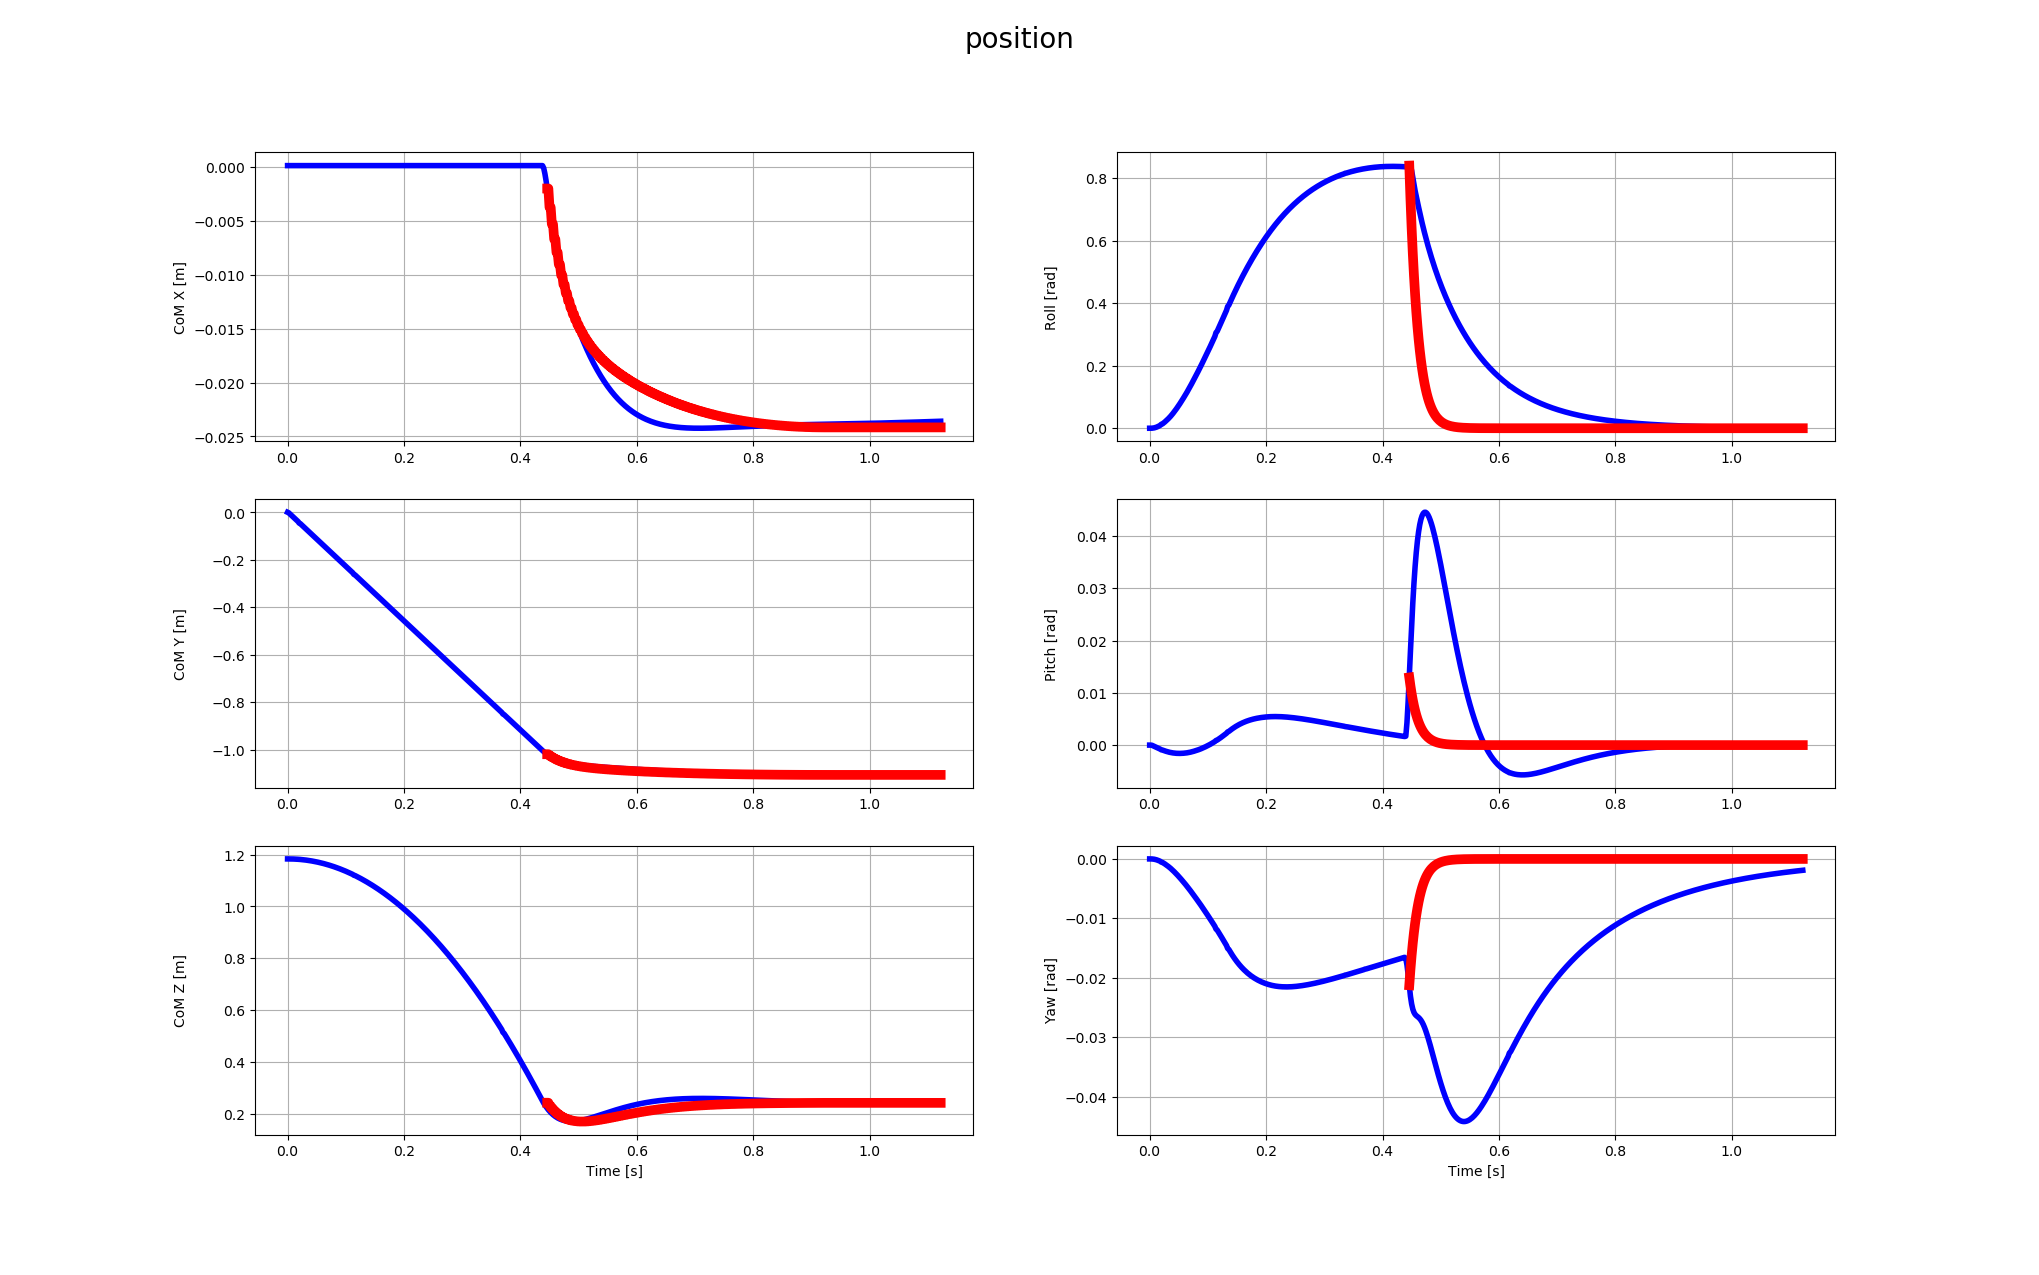 position
0.000
−0.005
−0.010
−0.015
−0.020
−0.025
CoM X [m]
0.0 0.2 0.4 0.6 0.8 1.0
0.8
0.6
0.4
0.2
0.0
Roll [rad]
0.0 0.2 0.4 0.6 0.8 1.0
0.0
−0.2
−0.4
−0.6
−0.8
−1.0
CoM Y [m]
0.0 0.2 0.4 0.6 0.8 1.0
0.04
0.03
0.02
0.01
0.00
Pitch [rad]
0.0 0.2 0.4 0.6 0.8 1.0
1.2
1.0
0.8
0.6
0.4
0.2
CoM Z [m]
0.0 0.2 0.4 0.6 0.8 1.0
Time [s]
0.00
−0.01
−0.02
−0.03
−0.04
Yaw [rad]
0.0 0.2 0.4 0.6 0.8 1.0
Time [s]